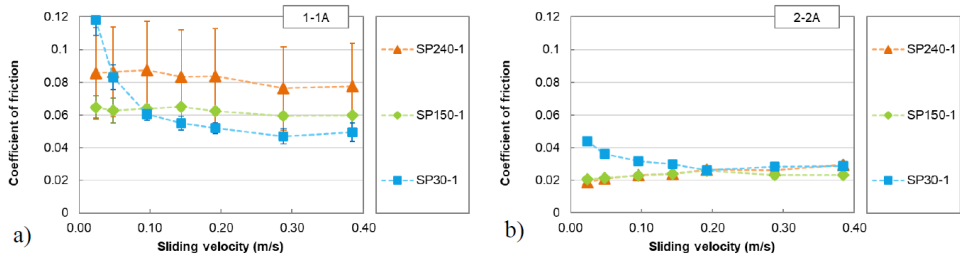 1-1A
0.12
0.1
0.08
0.06
0.04
0.02
0
Coefficient of friction
0.00 0.10 0.20 0.30 0.40
Sliding velocity (m/s)
SP240-1
SP150-1
SP30-1
a)
2-2A
0.12
0.1
0.08
0.06
0.04
0.02
0
Coefficient of friction
0.00 0.10 0.20 0.30 0.40
Sliding velocity (m/s)
SP240-1
SP150-1
SP30-1
b)